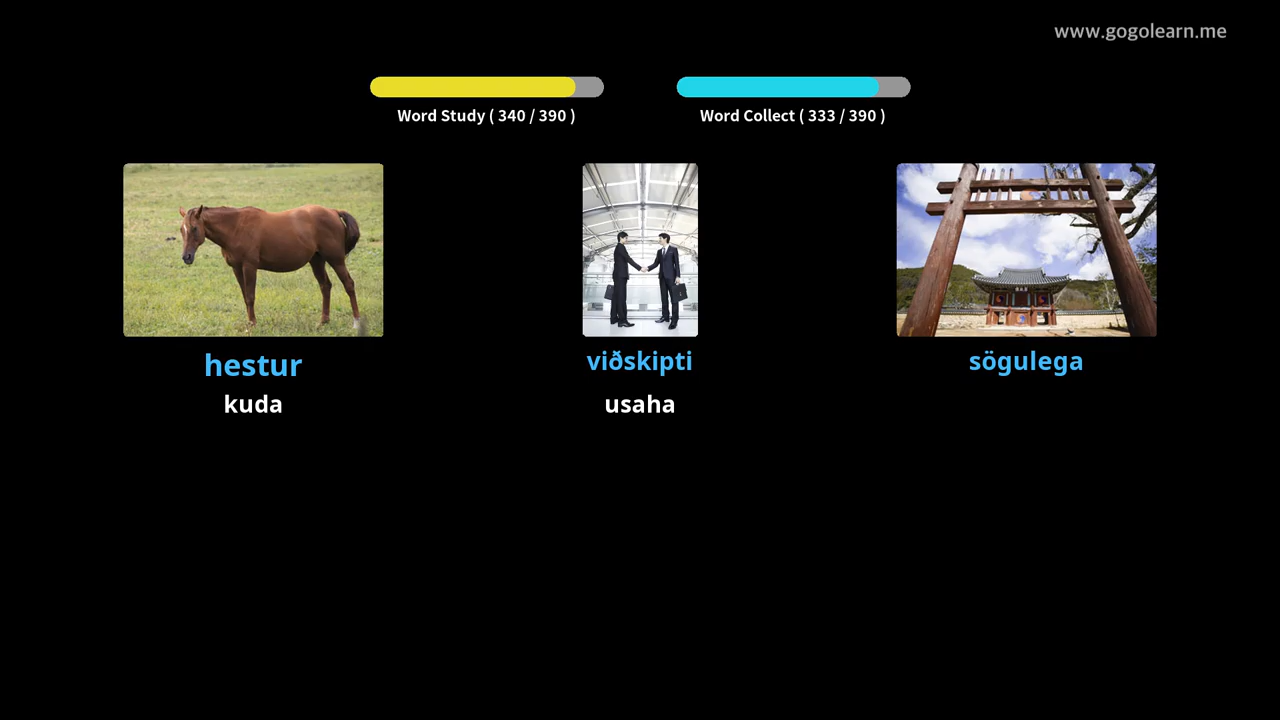 www.gogolearn.me
Word Study ( 340 / 390 )
Word Collect ( 333 / 390 )
hestur
kuda
viðskipti
usaha
sögulega